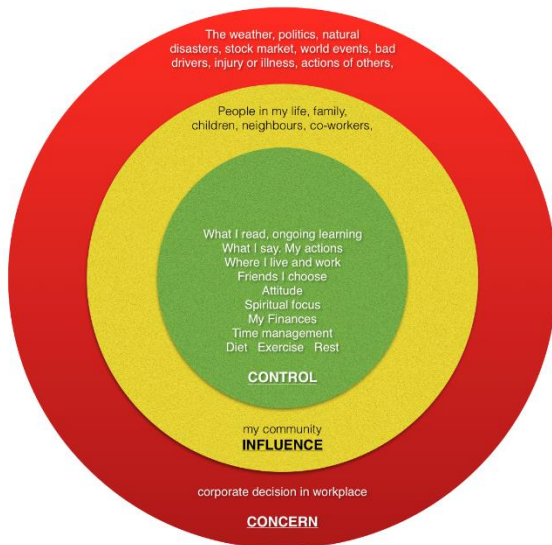 The weather, politics, natural
disasters, stock market, world events, bad
drivers, injury or illness, actions of others,
People in my life, family,
children, neighbours, co-workers,
What I read, ongoing learning
What I say. My actions
Where I live and work
Friends I choose
Attitude
Spiritual focus
My Finances
Time management
Diet Exercise Rest
CONTROL
my community
INFLUENCE
corporate decision in workplace
CONCERN